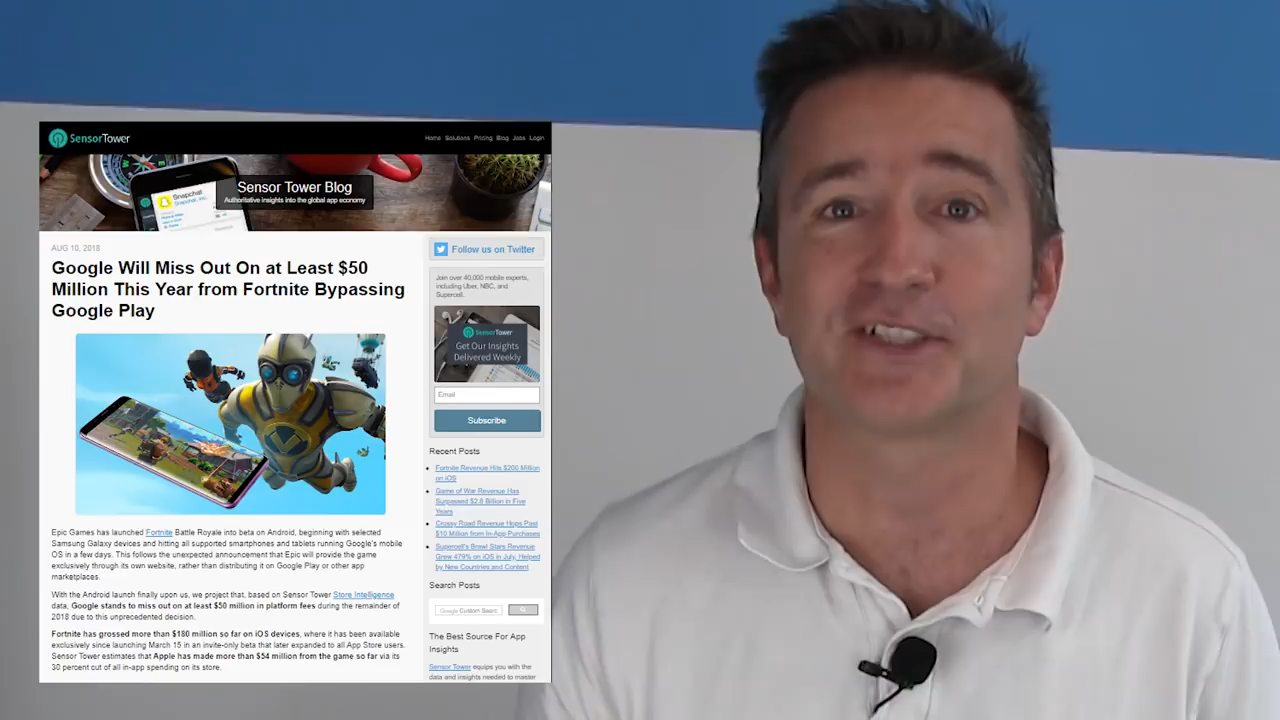 SensorTower
Home Solutions Pricing Blog Jobs Login
Snapchat
Snapchat, Inc.
Sensor Tower Blog
Authoritative insights into the global app economy
AUG 10, 2018
Google Will Miss Out On at Least $50
Million This Year from Fortnite Bypassing
Google Play
Epic Games has launched Fortnite Battle Royale into beta on Android, beginning with selected
Samsung Galaxy devices and hitting all supported smartphones and tablets running Google's mobile
OS in a few days. This follows the unexpected announcement that Epic will provide the game
exclusively through its own website, rather than distributing it on Google Play or other app
marketplaces.
With the Android launch finally upon us, we project that, based on Sensor Tower Store Intelligence
data, Google stands to miss out on at least $50 million in platform fees during the remainder of
2018 due to this unprecedented decision.
Fortnite has grossed more than $180 million so far on iOS devices, where it has been available
exclusively since launching March 15 in an invite-only beta that later expanded to all App Store users.
Sensor Tower estimates that Apple has made more than $54 million from the game so far via its
30 percent cut of all in-app spending on its store.
Follow us on Twitter
Join over 40,000 mobile experts,
including Uber, NBC, and
Supercell.
SensorTower
Get Our Insights
Delivered Weekly
Email
Subscribe
Recent Posts
Fortnite Revenue Hits $200 Million
on iOS
Game of War Revenue Has
Surpassed $2.8 Billion in Five
Years
Crossy Road Revenue Hops Past
$10 Million from In-App Purchases
Supercell's Brawl Stars Revenue
Grew 479% on iOS in July, Helped
by New Countries and Content
Search Posts
Google Custom Searc
The Best Source For App
Insights
Sensor Tower equips you with the
data and insights needed to master